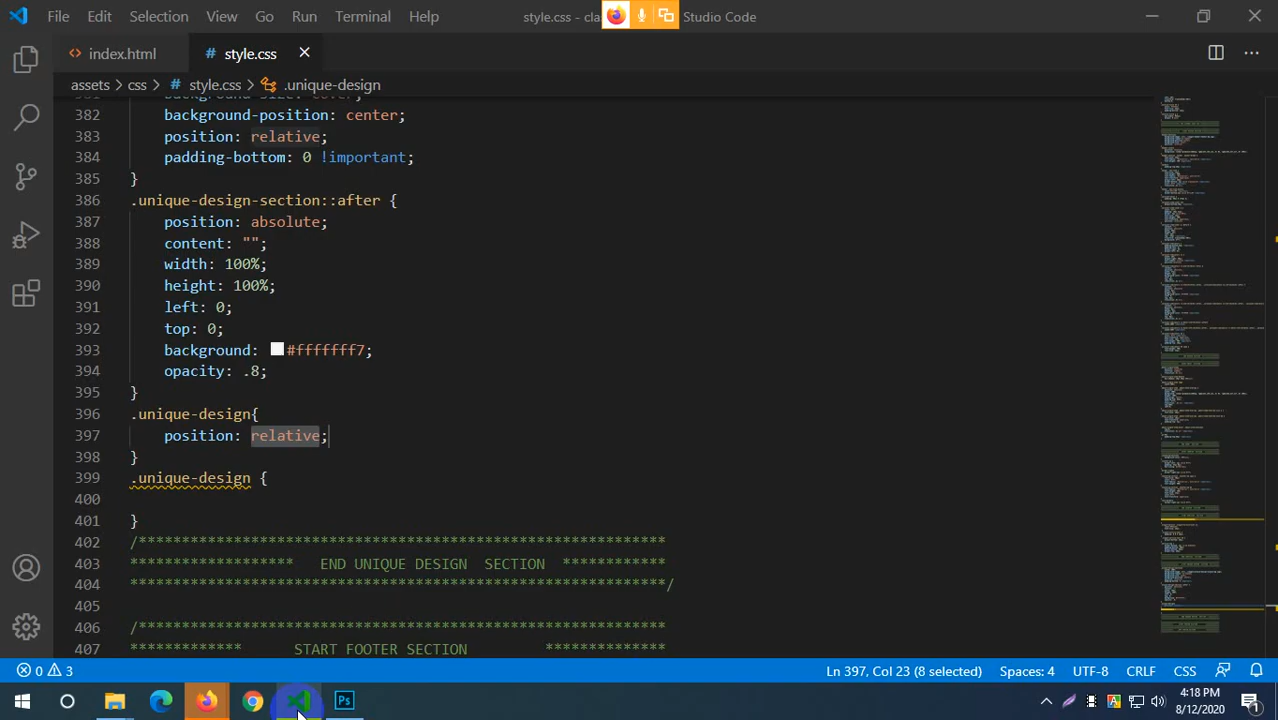 File Edit Selection View Go Run Terminal Help style.css - cla Studio Code
index.html style.css
assets > css > style.css > .unique-design
382 background-position: center;
383 position: relative;
384 padding-bottom: 0 !important;
385 }
386 .unique-design-section::after {
387 position: absolute;
388 content: "";
389 width: 100%;
390 height: 100%;
391 left: 0;
392 top: 0;
393 background: #fffffff7;
394 opacity: .8;
395 }
396 .unique-design{
397 position: relative;
398 }
399 .unique-design {
400
401 }
402 /**************************************************************
403 ****************** END UNIQUE DESIGN SECTION ************
404 **************************************************************/
405
406 /**************************************************************
407 ************* START FOOTER SECTION **************
0 3 Ln 397, Col 23 (8 selected) Spaces: 4 UTF-8 CRLF CSS
Ps 4:18 PM
8/12/2020 1